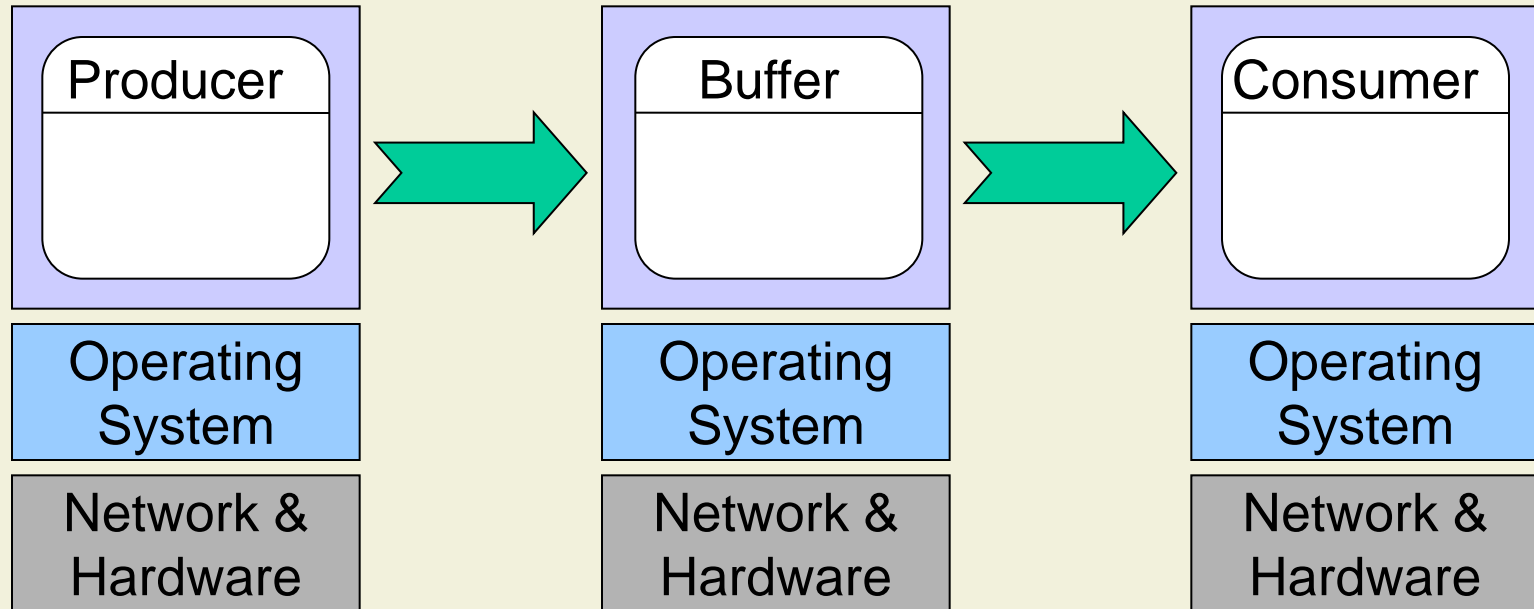 Producer
Buffer
Consumer
Operating
System
Operating
System
Operating
System
Network &
Hardware
Network &
Hardware
Network &
Hardware